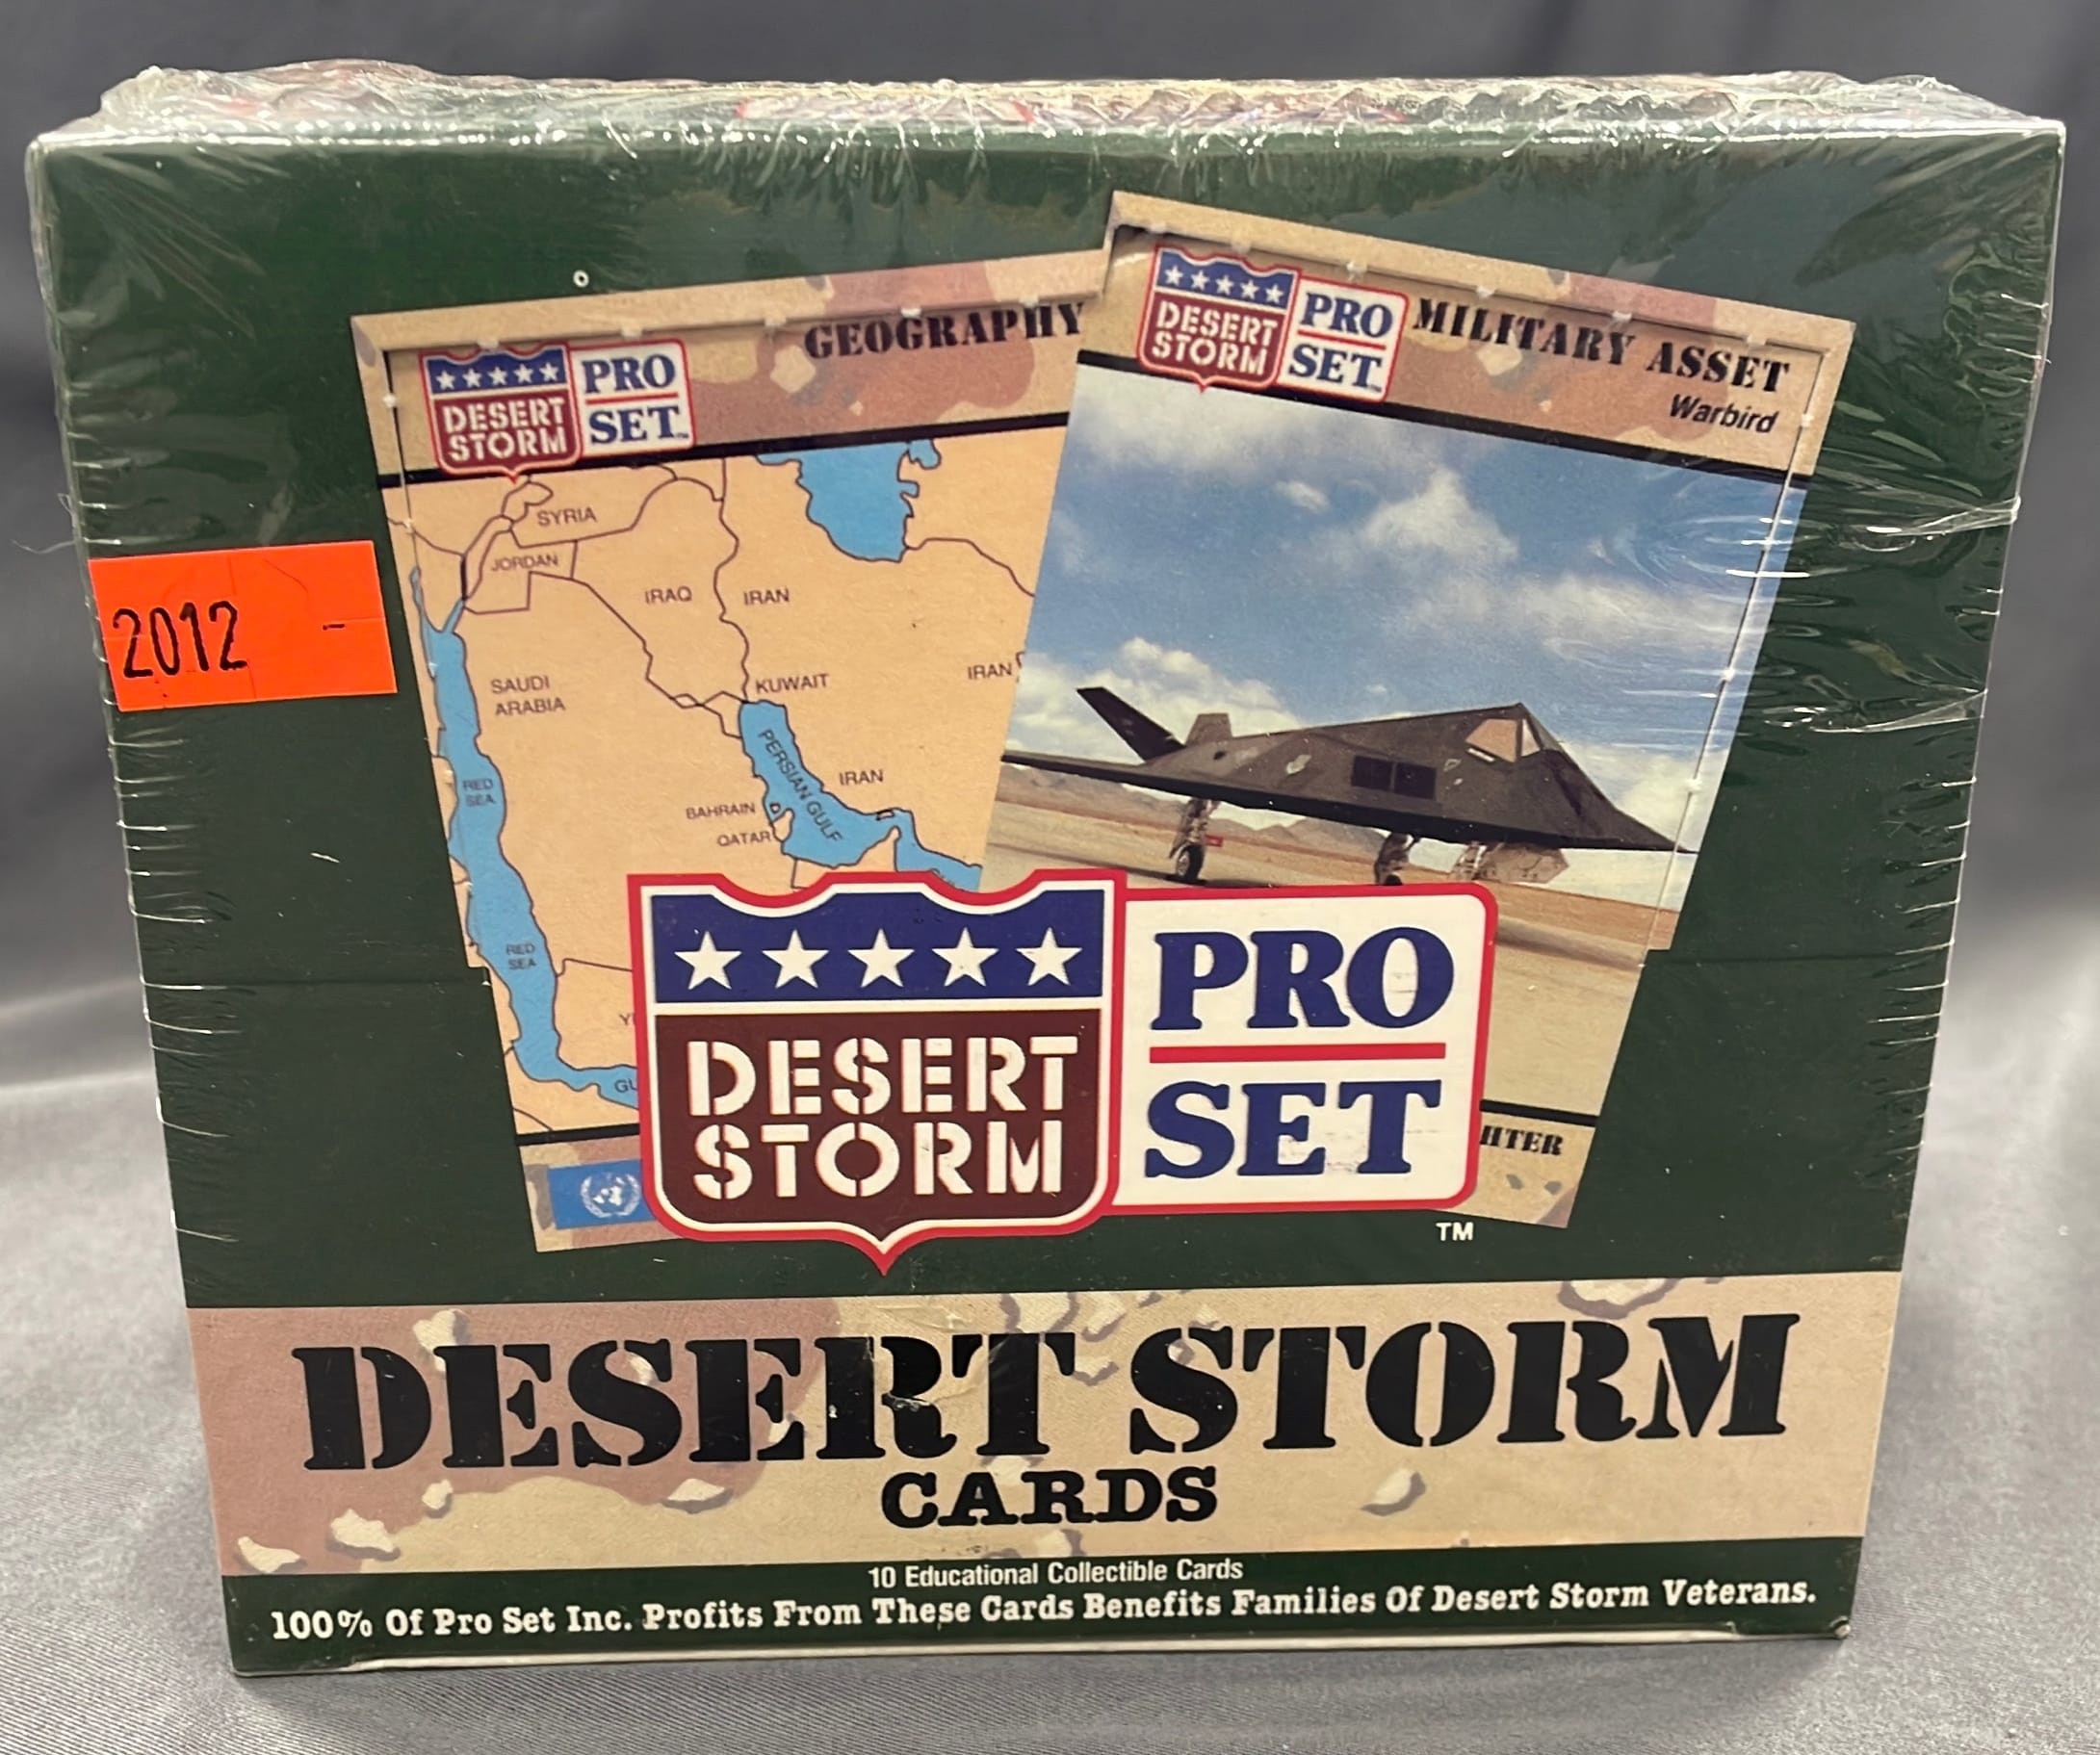 GEOGRAPHY
DESERT
STORM
PRO
SET™
SYRIA
JORDAN
IRAQ
IRAN
SAUDI
ARABIA
KUWAIT
IRAN
PERSIAN GULF
IRAN
BAHRAIN
QATAR
RED
SEA
RED
SEA
DESERT
STORM
PRO
SET™
MILITARY ASSET
Warbird
2012 -
DESERT
STORM
PRO
SET
TM
DESERT STORM
CARDS
10 Educational Collectible Cards
100% Of Pro Set Inc. Profits From These Cards Benefits Families Of Desert Storm Veterans.